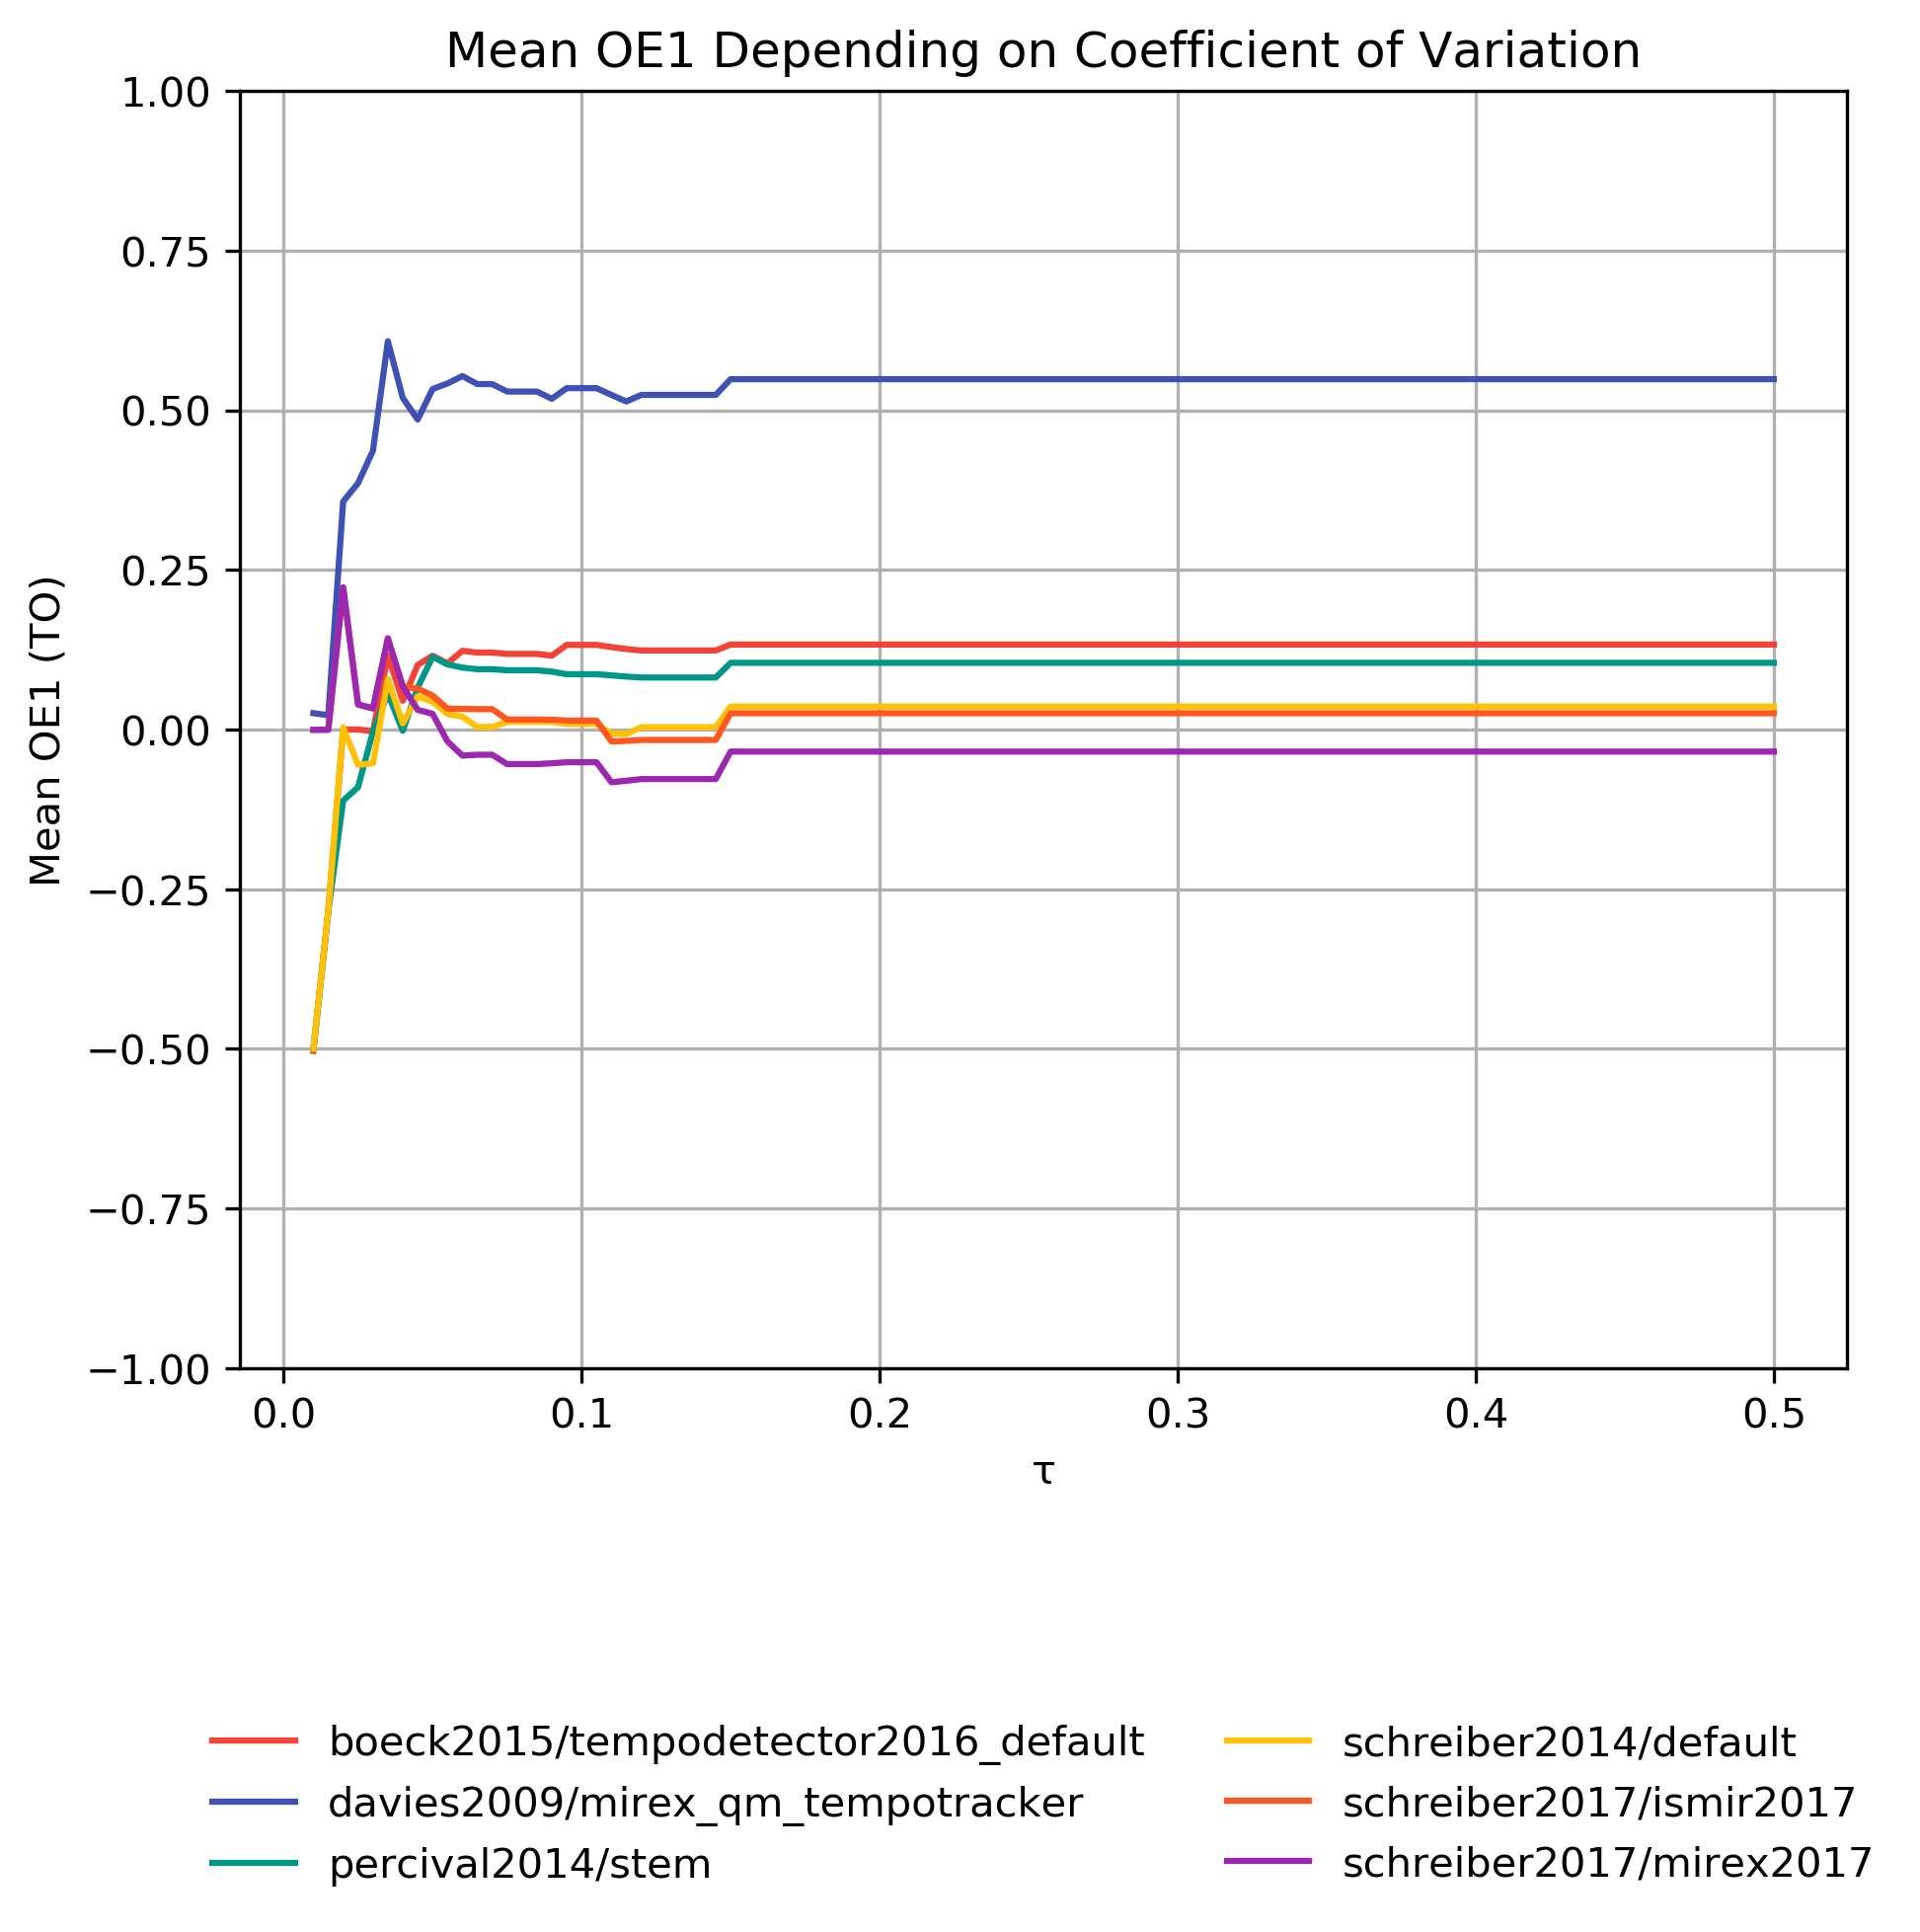 Mean OE1 Depending on Coefficient of Variation
1.00
0.75
0.50
0.25
0.00
−0.25
−0.50
−0.75
−1.00
Mean OE1 (TO)
0.0 0.1 0.2 0.3 0.4 0.5
τ
boeck2015/tempodetector2016_default
davies2009/mirex_qm_tempotracker
percival2014/stem
schreiber2014/default
schreiber2017/ismir2017
schreiber2017/mirex2017